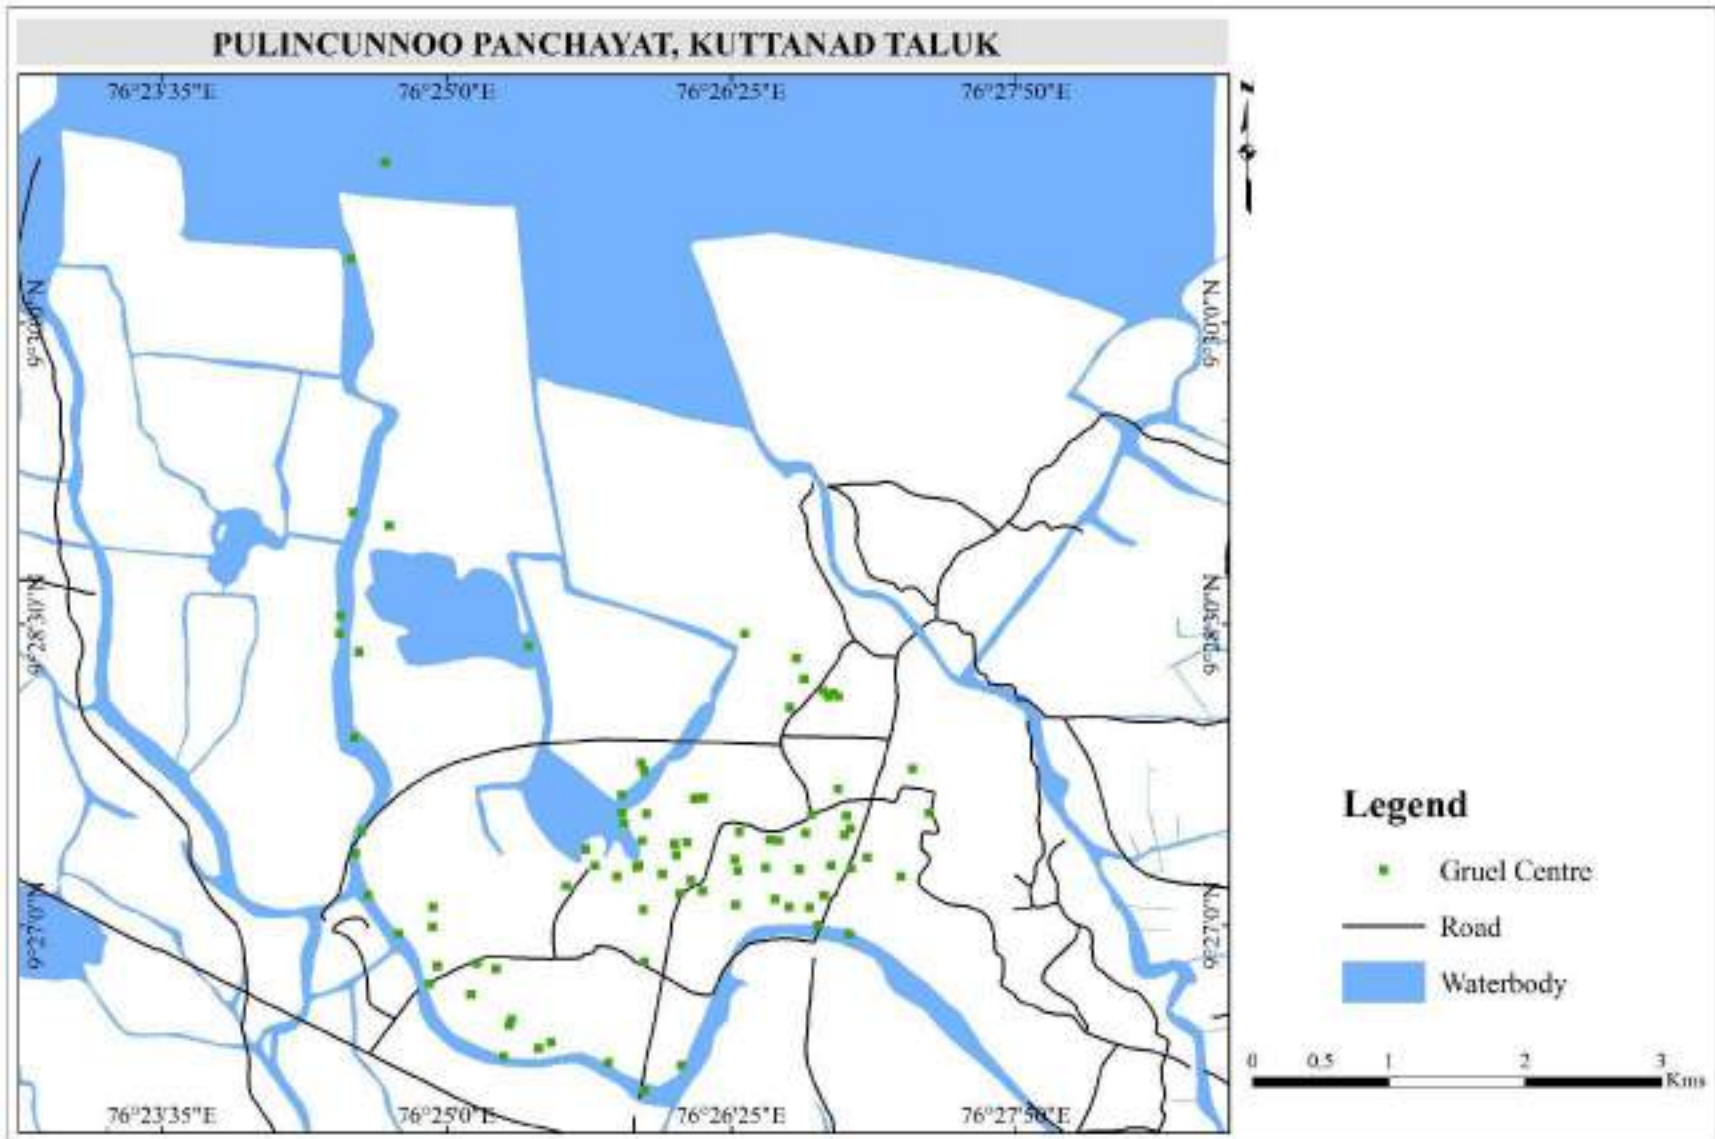 PULINCUNNOO PANCHAYAT, KUTTANAD TALUK
76°23'35"E 76°25'0"E 76°26'25"E 76°27'50"E
N
9°30'0"N 9°30'0"N
9°28'30"N 9°28'30"N
9°27'0"N 9°27'0"N
76°23'35"E 76°25'0"E 76°26'25"E 76°27'50"E
Legend
Gruel Centre
Road
Waterbody
0 0.5 1 2 3
Kms